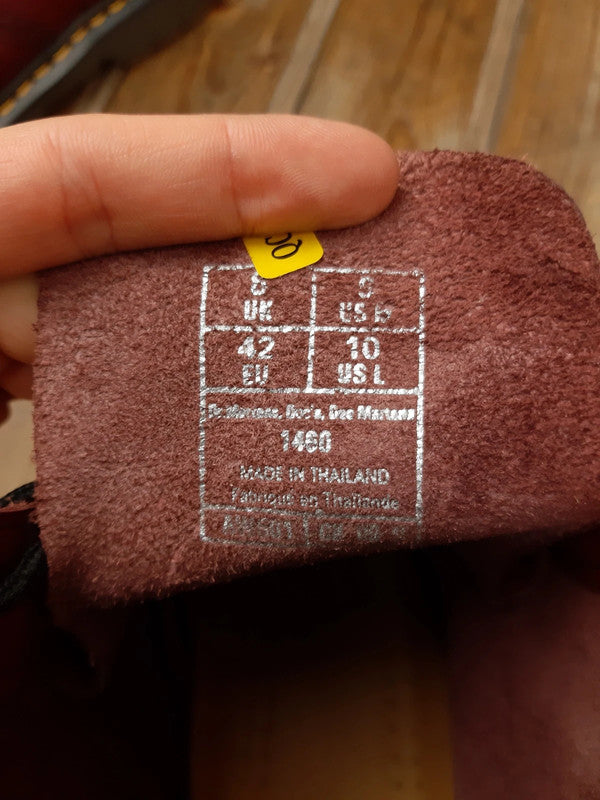 8
UK
9
US
42
EU
10
US L
Dr. Martens, Doc's, Doc Martens
1460
MADE IN THAILAND
Fabriqué en Thaïlande